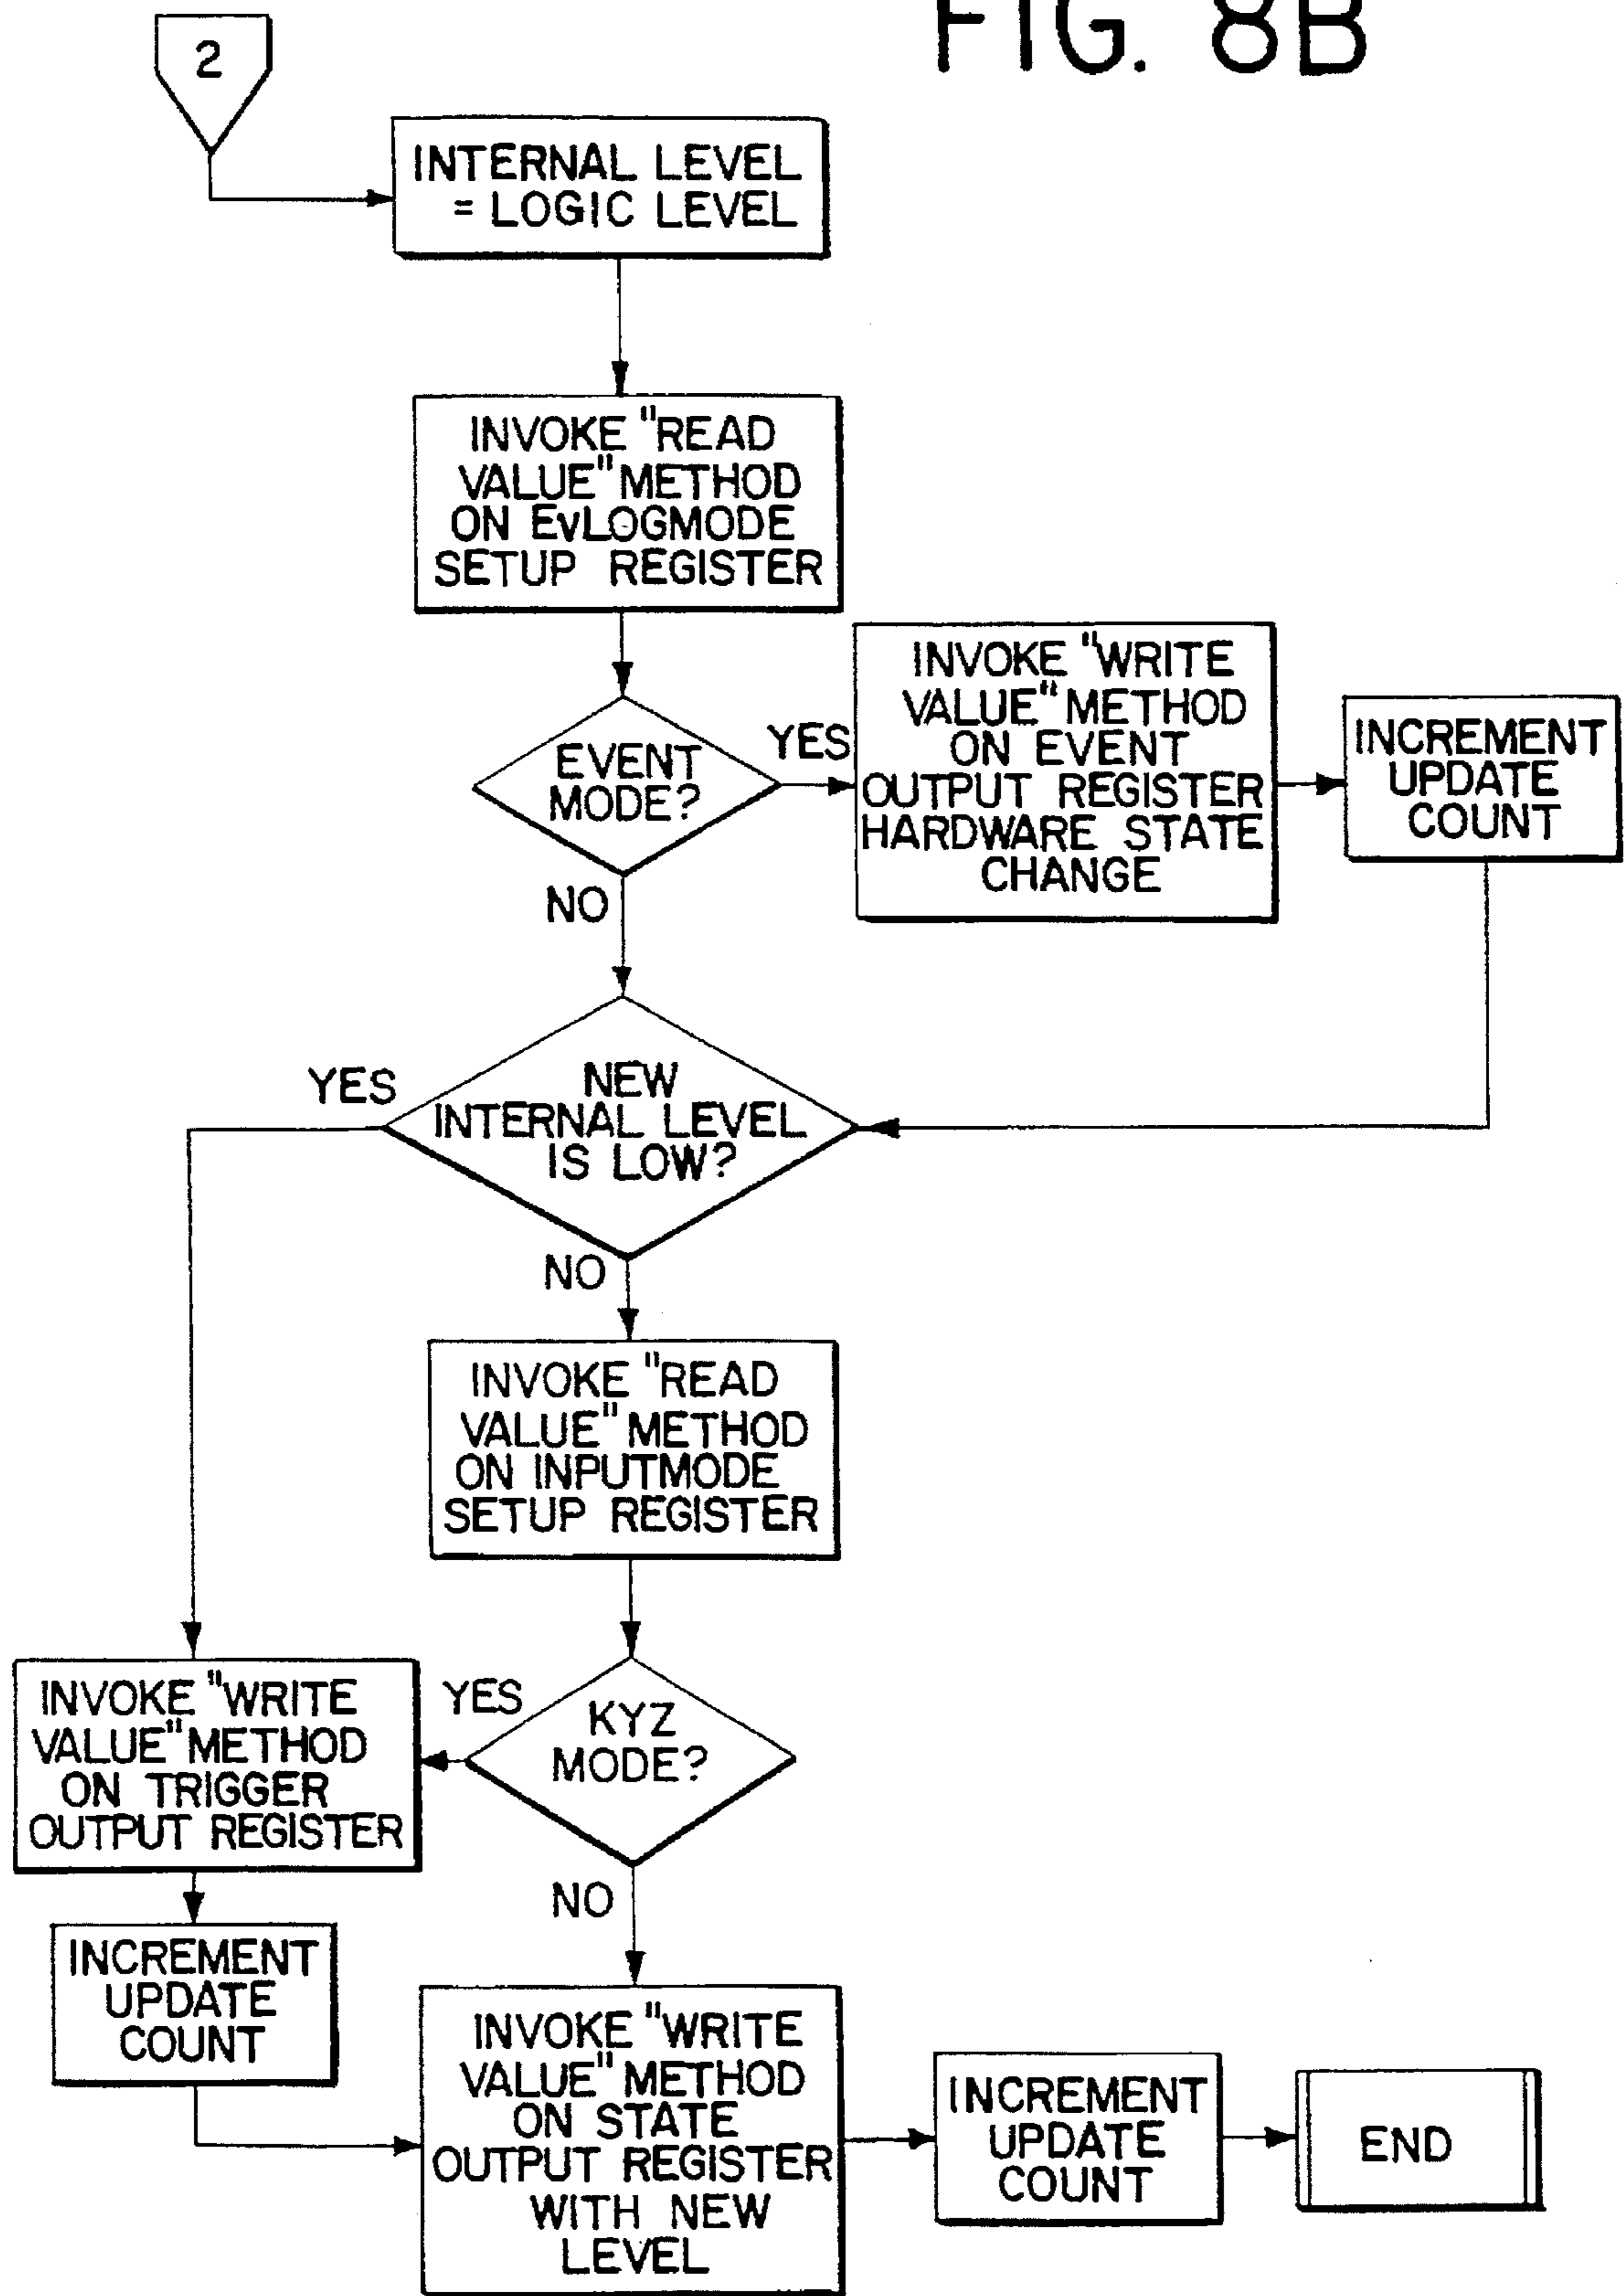 FIG. 8B
2
INTERNAL LEVEL
= LOGIC LEVEL
INVOKE "READ
VALUE" METHOD
ON EvLOGMODE
SETUP REGISTER
EVENT
MODE?
YES
NO
INVOKE "WRITE
VALUE" METHOD
ON EVENT
OUTPUT REGISTER
HARDWARE STATE
CHANGE
INCREMENT
UPDATE
COUNT
NEW
INTERNAL LEVEL
IS LOW?
YES
NO
INVOKE "READ
VALUE" METHOD
ON INPUTMODE
SETUP REGISTER
KYZ
MODE?
YES
NO
INVOKE "WRITE
VALUE" METHOD
ON TRIGGER
OUTPUT REGISTER
INCREMENT
UPDATE
COUNT
INVOKE "WRITE
VALUE" METHOD
ON STATE
OUTPUT REGISTER
WITH NEW
LEVEL
INCREMENT
UPDATE
COUNT
END